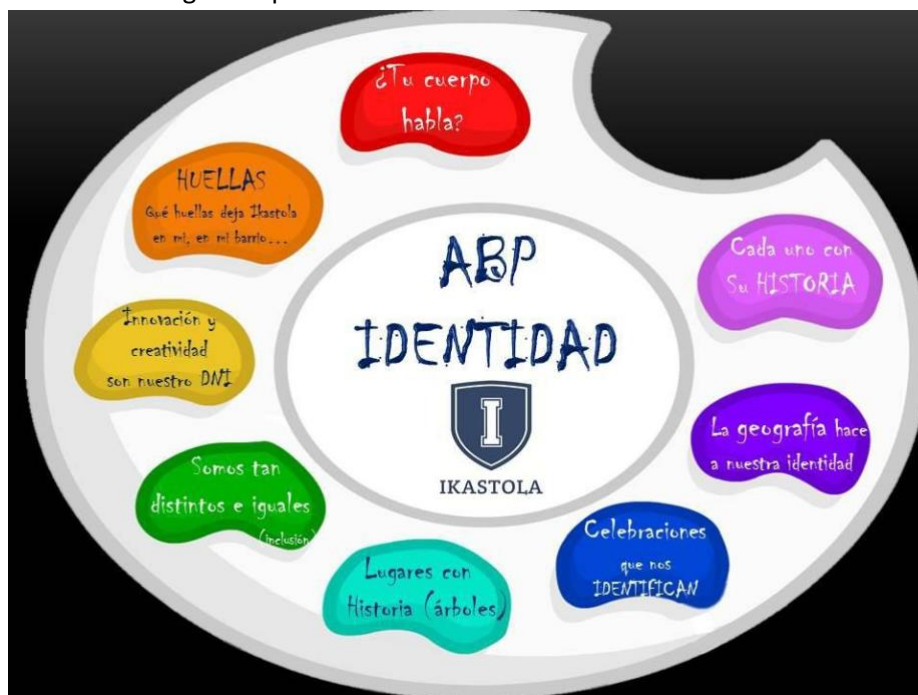 ¿Tu cuerpo
habla?
HUELLAS
Qué huellas deja Ikastola
en mi, en mi barrio...
Innovación y
creatividad
son nuestro DNI
Somos tan
distintos e iguales
(inclusión)
Lugares con
Historia (árboles)
Celebraciones
que nos
IDENTIFICAN
La geografía hace
a nuestra identidad
Cada uno con
Su HISTORIA
ABP
IDENTIDAD
I
IKASTOLA